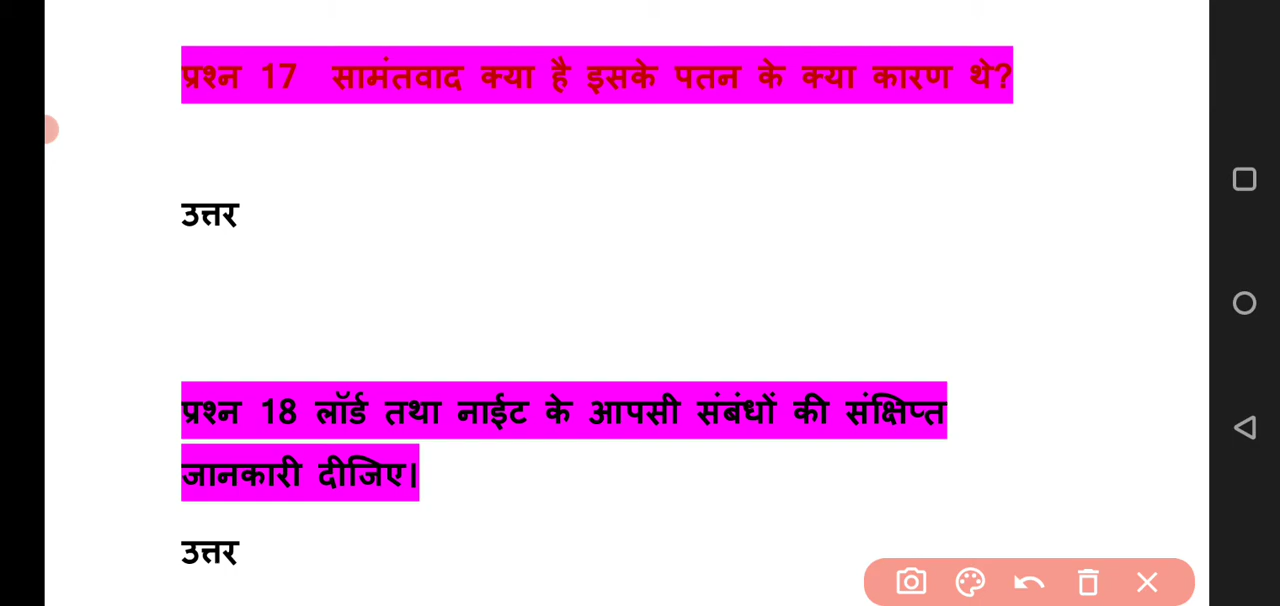 प्रश्न 17 सामंतवाद क्या है इसके पतन के क्या कारण थे?
उत्तर
प्रश्न 18 लॉर्ड तथा नाईट के आपसी संबंधों की संक्षिप्त
जानकारी दीजिए।
उत्तर